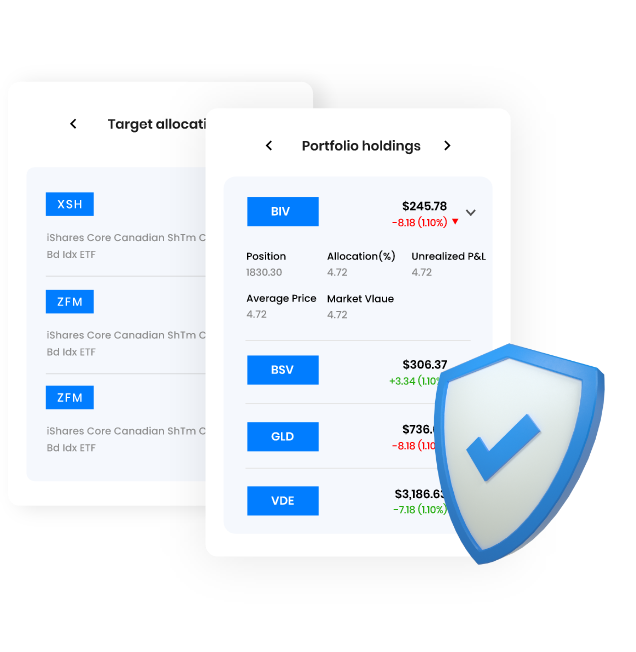 Target allocati
XSH
iShares Core Canadian ShTm C
Bd Idx ETF
ZFM
iShares Core Canadian ShTm C
Bd Idx ETF
ZFM
iShares Core Canadian ShTm C
Bd Idx ETF
Portfolio holdings
BIV
$245.78
-8.18 (1.10%)
Position
Allocation(%)
Unrealized P&L
1830.30
4.72
4.72
Average Price
Market Vlaue
4.72
4.72
BSV
$306.37
+3.34 (1.10%
GLD
$736.
-8.18 (1.10
VDE
$3,186.63
-7.18 (1.10%)